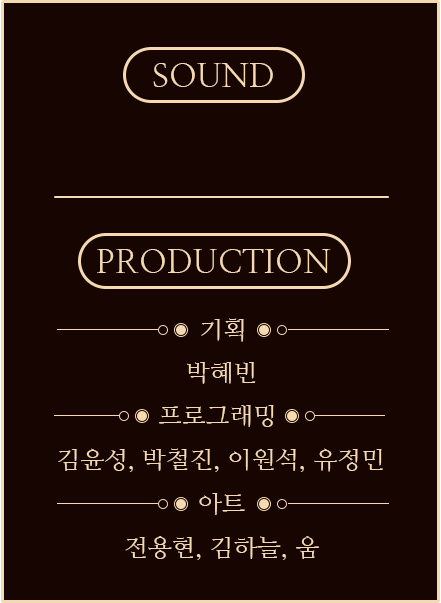 SOUND
PRODUCTION
기획
박혜빈
프로그래밍
김윤성, 박철진, 이원석, 유정민
아트
전용현, 김하늘, 움